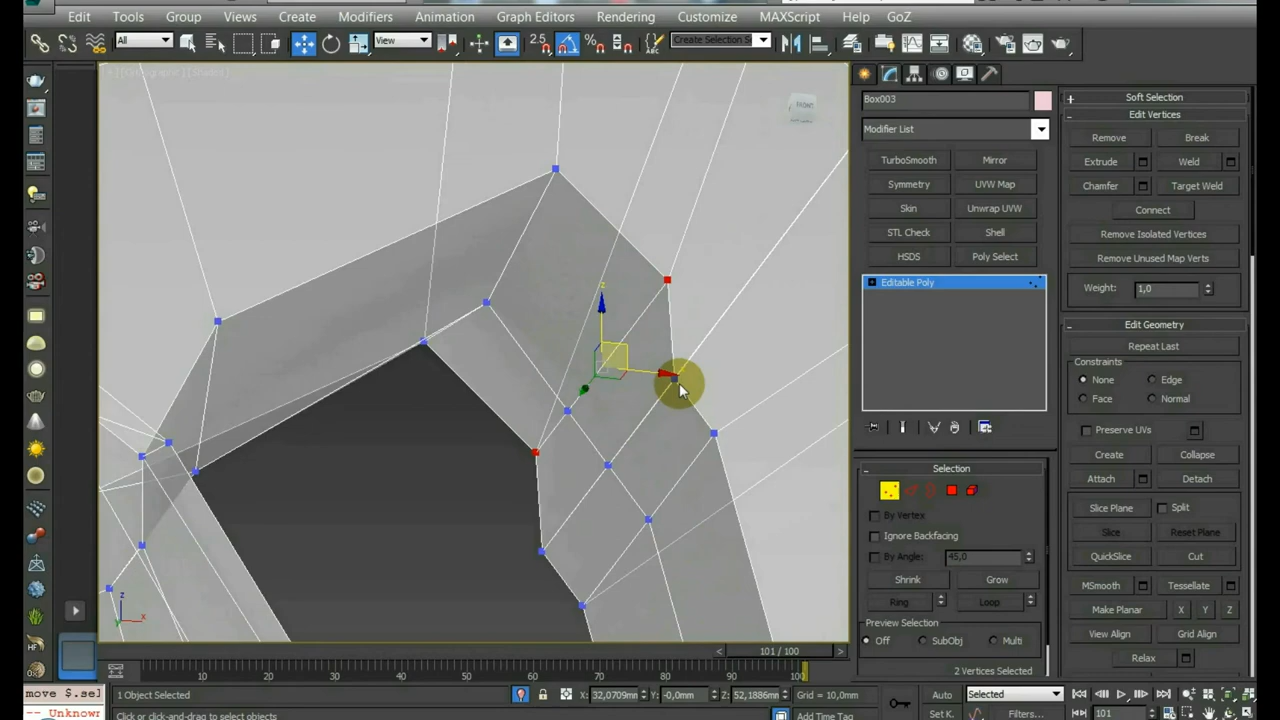 Edit Tools Group Views Create Modifiers Animation Graph Editors Rendering Customize MAXScript Help GoZ
All
View
2.5
Create Selection S
FRONT
Box003
Modifier List
TurboSmooth Mirror
Symmetry UVW Map
Skin Unwrap UVW
STL Check Shell
HSDS Poly Select
Editable Poly
Selection
By Vertex
Ignore Backfacing
By Angle: 45,0
Shrink Grow
Ring Loop
Preview Selection
Off SubObj Multi
2 Vertices Selected
Soft Selection
Edit Vertices
Remove Break
Extrude Weld
Chamfer Target Weld
Connect
Remove Isolated Vertices
Remove Unused Map Verts
Weight: 1,0
Edit Geometry
Repeat Last
Constraints
None Edge
Face Normal
Preserve UVs
Create Collapse
Attach Detach
Slice Plane Split
Slice Reset Plane
QuickSlice Cut
MSmooth Tessellate
Make Planar X Y Z
View Align Grid Align
Relax
z
z
x
y
HF
< 101 / 100 >
10 20 30 40 50 60 70 80 90 100
move $.sel
-- Unknown
1 Object Selected
X: 32,0709mm Y: -0,0mm Z: 52,1886mm Grid = 10,0mm
Click or click-and-drag to select objects
Add Time Tag
Auto Selected
Set K. Filters...
101